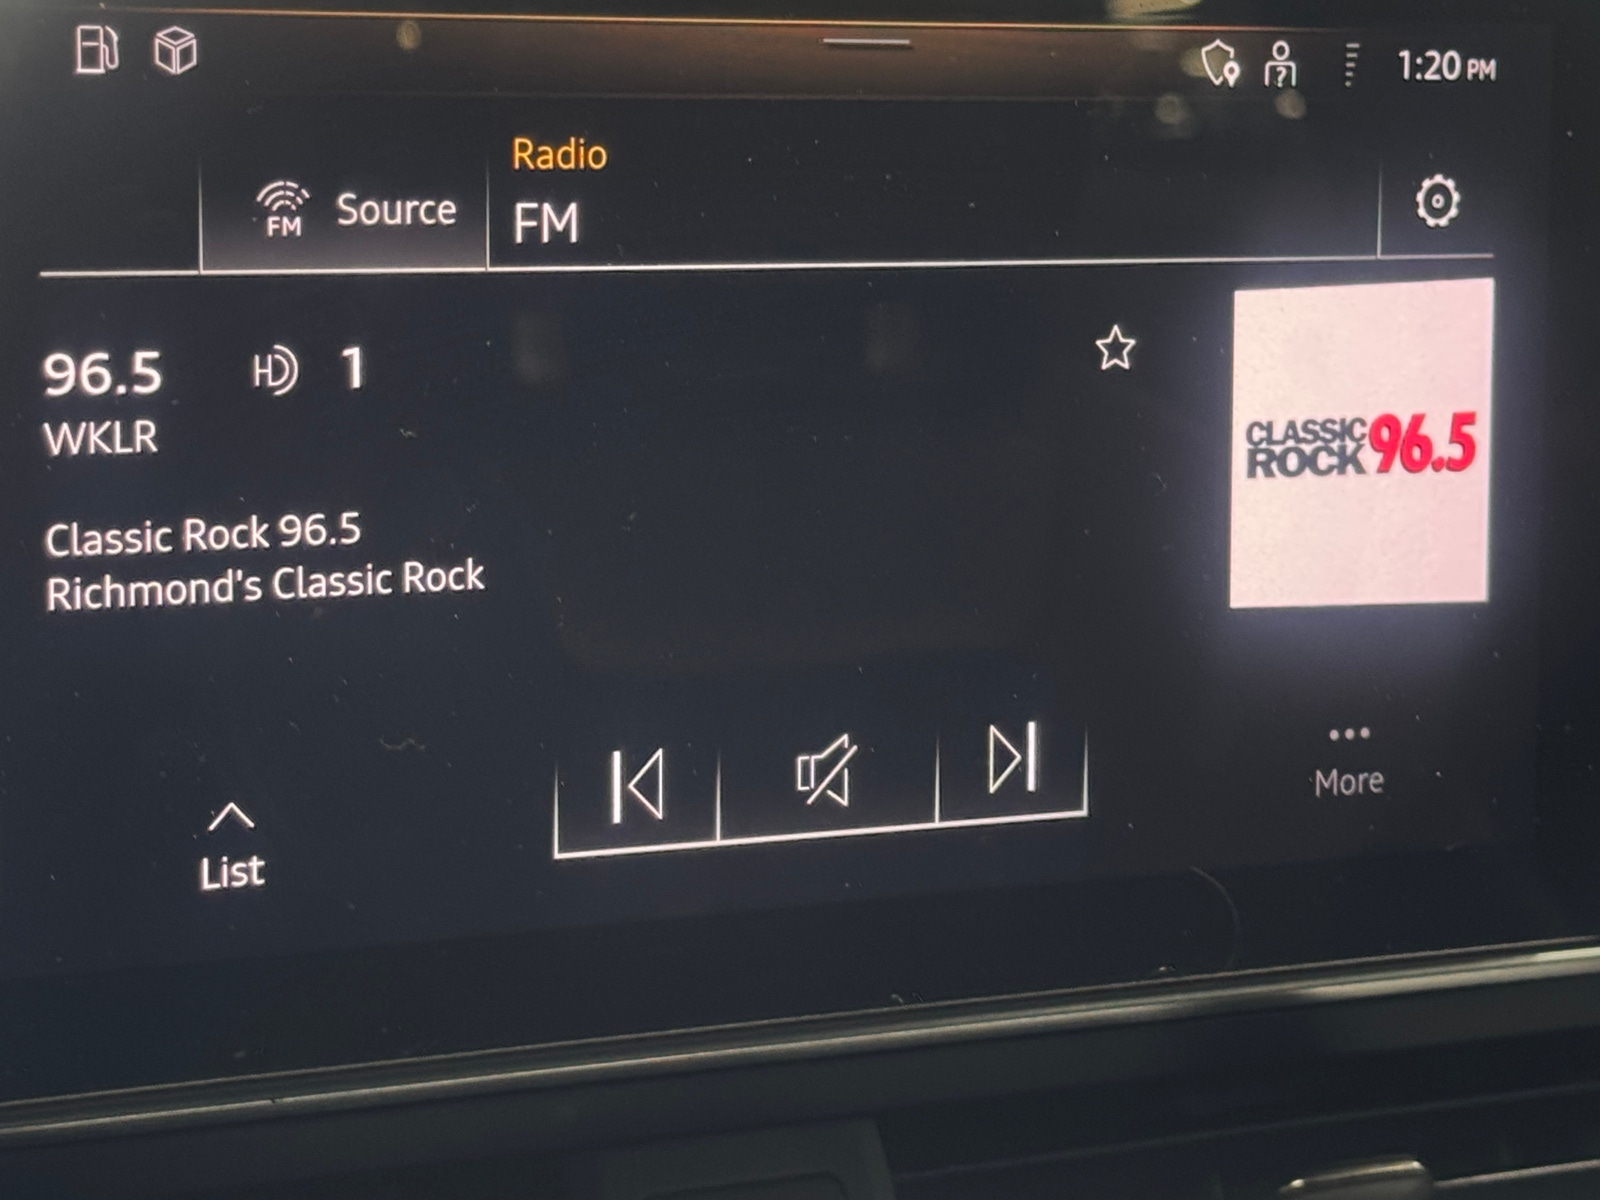 1:20 PM
FM
Source
Radio
FM
96.5
HD 1
WKLR
Classic Rock 96.5
Richmond's Classic Rock
CLASSIC
ROCK 96.5
List
More